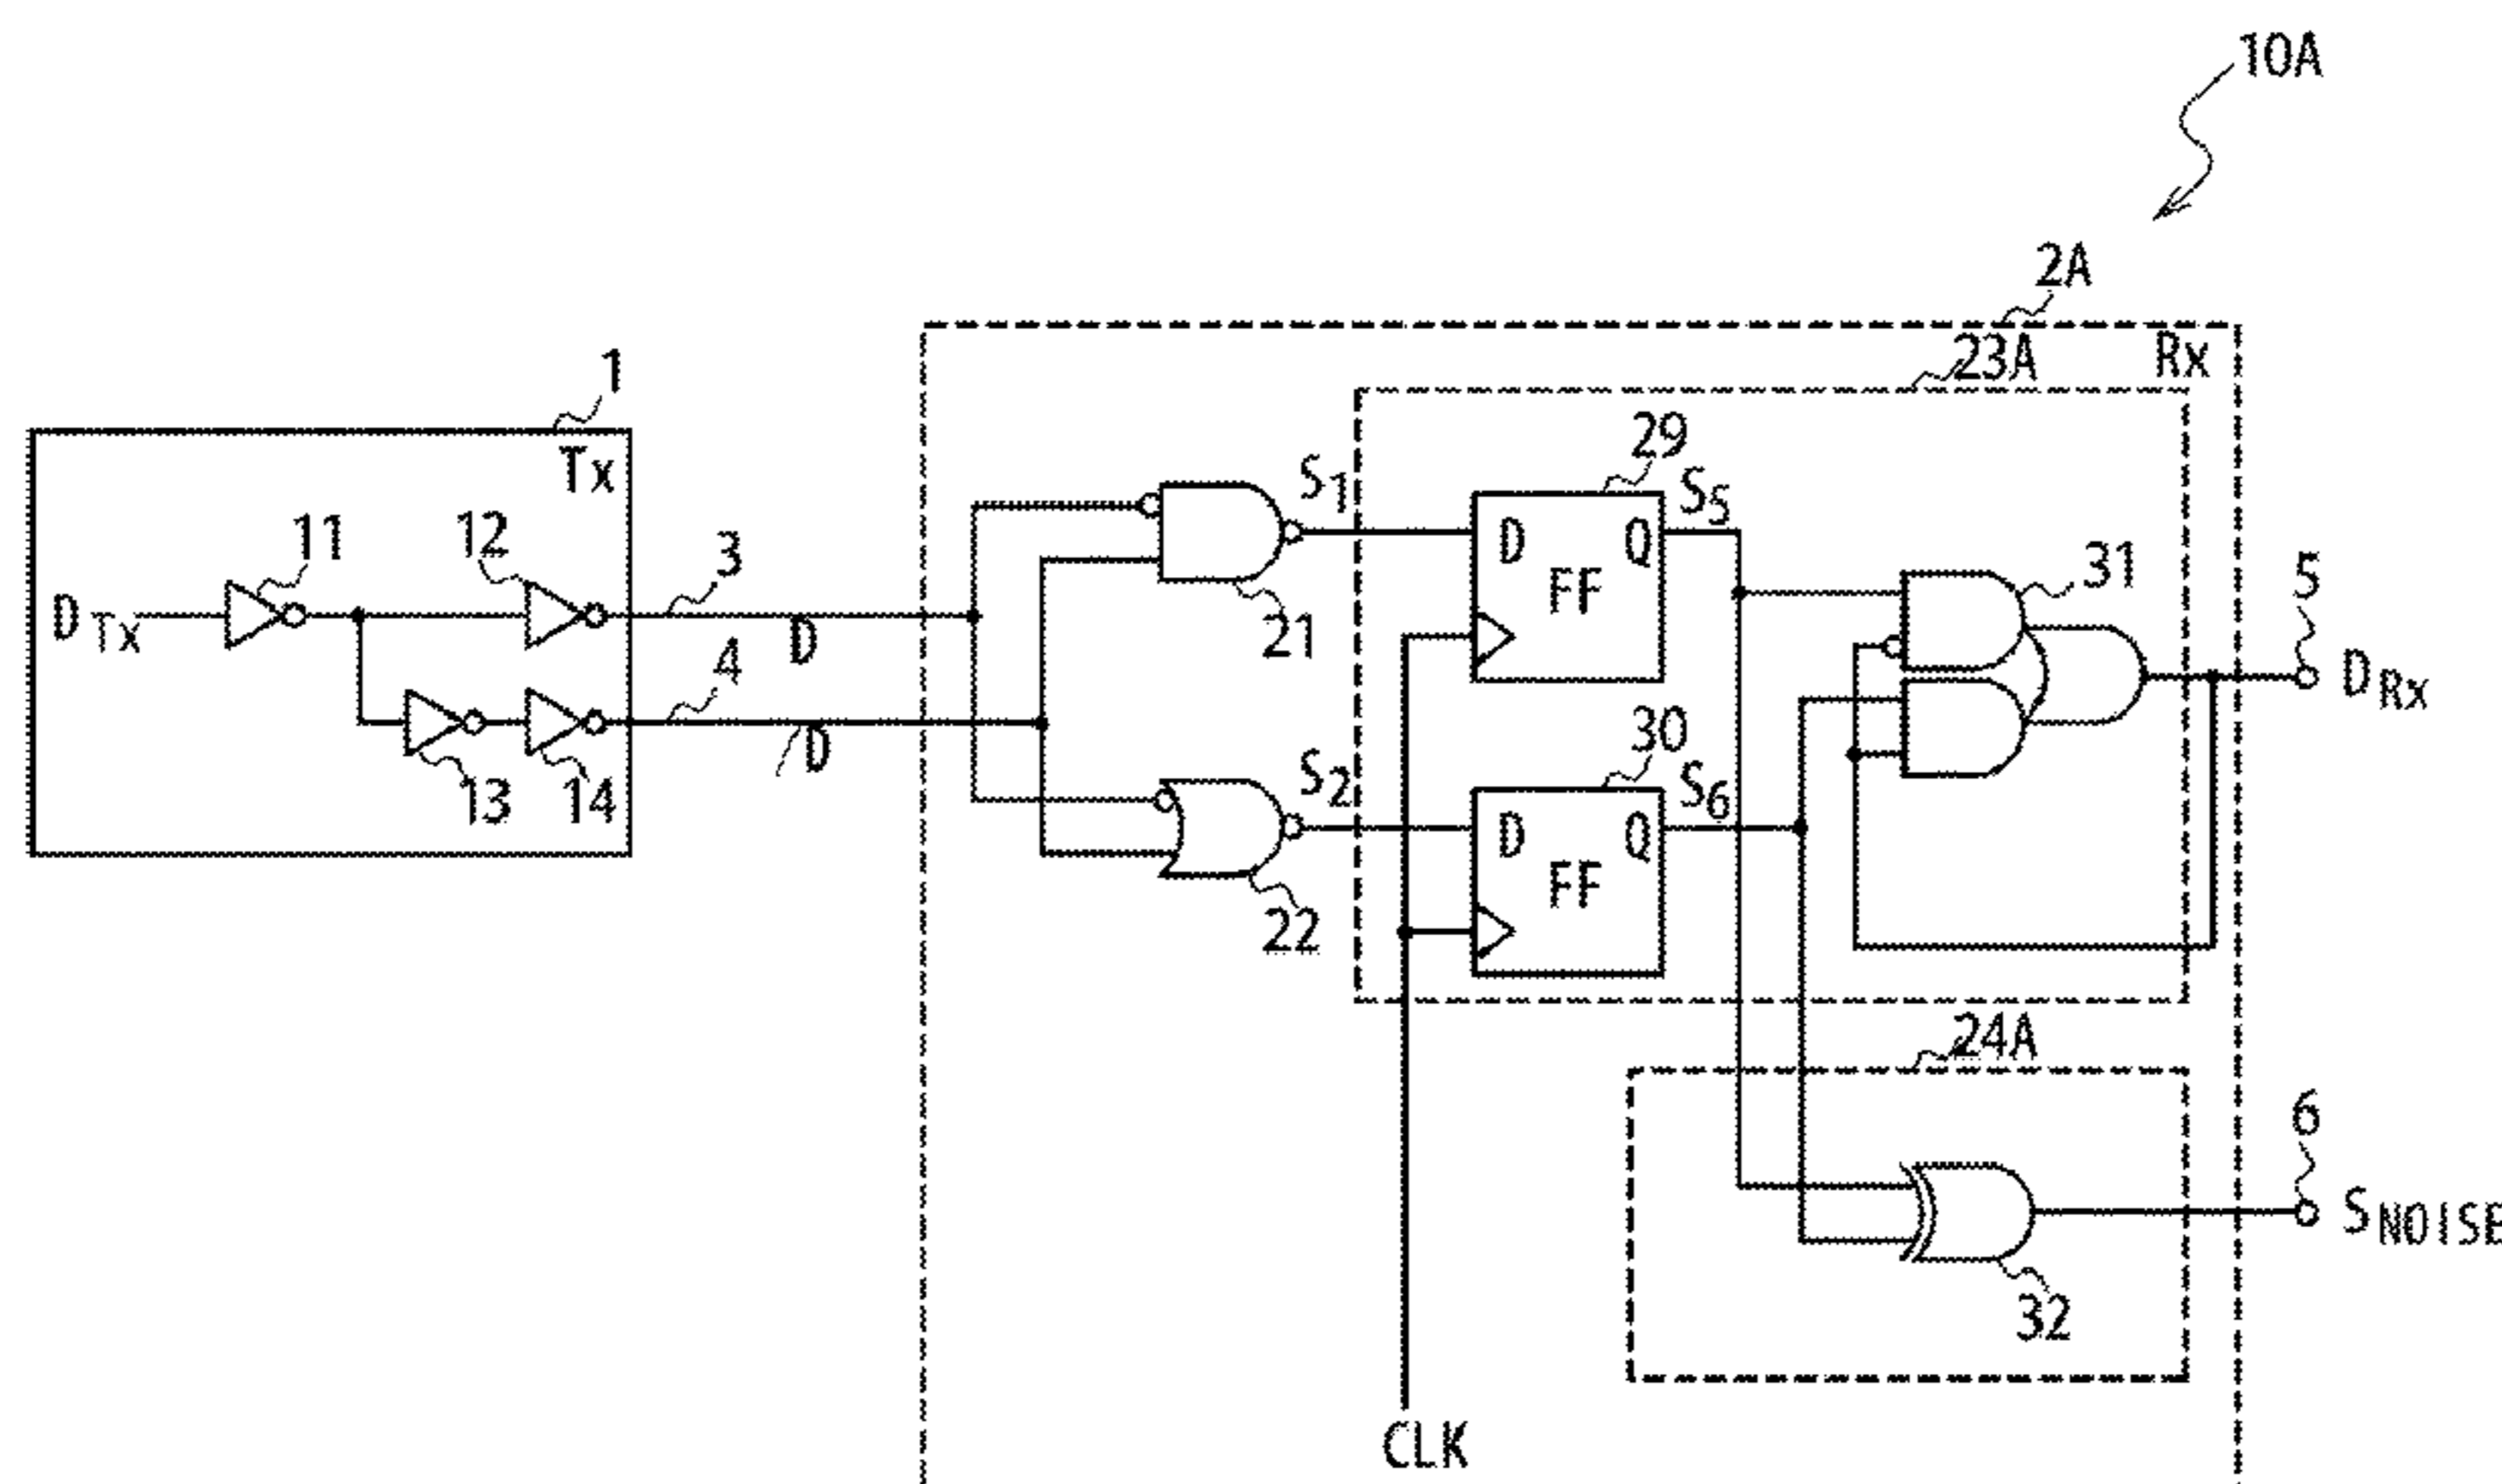 10A
2A
23A
Rx
1
Tx
29
S1
S5
11
12
3
D
Q
FF
31
5
DTx
D
21
4
DRx
D
13
14
30
S2
S6
D
Q
FF
22
24A
6
SNOISE
32
CLK